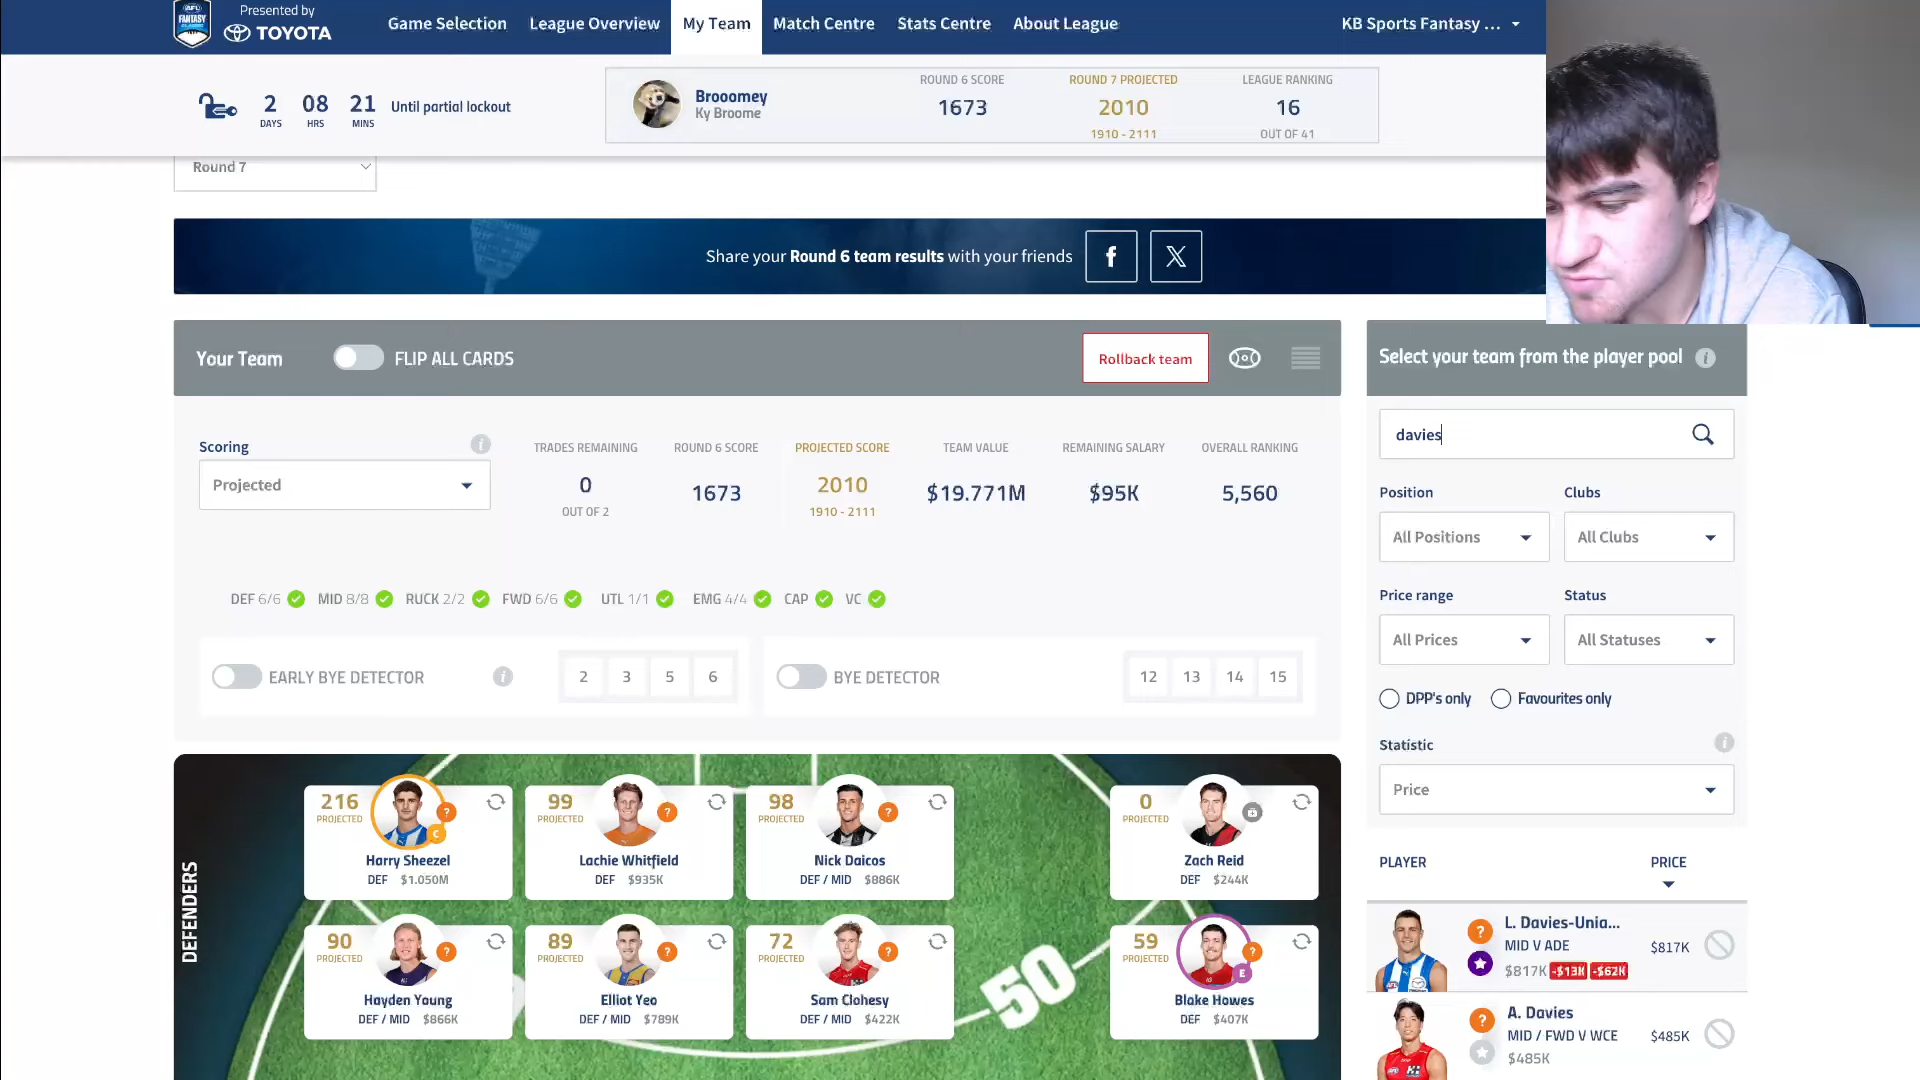 Presented by
TOYOTA
Game Selection
League Overview
My Team
Match Centre
Stats Centre
About League
KB Sports Fantasy ...
AFL
FANTASY
CLASSIC
2
DAYS
08
HRS
21
MINS
Until partial lockout
Brooomey
Ky Broome
ROUND 6 SCORE
1673
ROUND 7 PROJECTED
2010
1910 - 2111
LEAGUE RANKING
16
OUT OF 41
Round 7
Share your Round 6 team results with your friends
Your Team
FLIP ALL CARDS
Rollback team
Scoring
Projected
TRADES REMAINING
0
OUT OF 2
ROUND 6 SCORE
1673
PROJECTED SCORE
2010
1910 - 2111
TEAM VALUE
$19.771M
REMAINING SALARY
$95K
OVERALL RANKING
5,560
DEF 6/6
MID 8/8
RUCK 2/2
FWD 6/6
UTL 1/1
EMG 4/4
CAP
VC
EARLY BYE DETECTOR
2 3 5 6
BYE DETECTOR
12 13 14 15
DEFENDERS
216
PROJECTED
C
Harry Sheezel
DEF $1.050M
99
PROJECTED
Lachie Whitfield
DEF $935K
98
PROJECTED
Nick Daicos
DEF / MID $886K
0
PROJECTED
Zach Reid
DEF $244K
90
PROJECTED
Hayden Young
DEF / MID $866K
89
PROJECTED
Elliot Yeo
DEF / MID $789K
72
PROJECTED
Sam Clohesy
DEF / MID $422K
50
59
PROJECTED
E
Blake Howes
DEF $407K
Select your team from the player pool
davies
Position
Clubs
All Positions
All Clubs
Price range
Status
All Prices
All Statuses
DPP's only
Favourites only
Statistic
Price
PLAYER
PRICE
L. Davies-Unia...
MID V ADE
$817K -$13K -$62K
$817K
A. Davies
MID / FWD V WCE
$485K
$485K